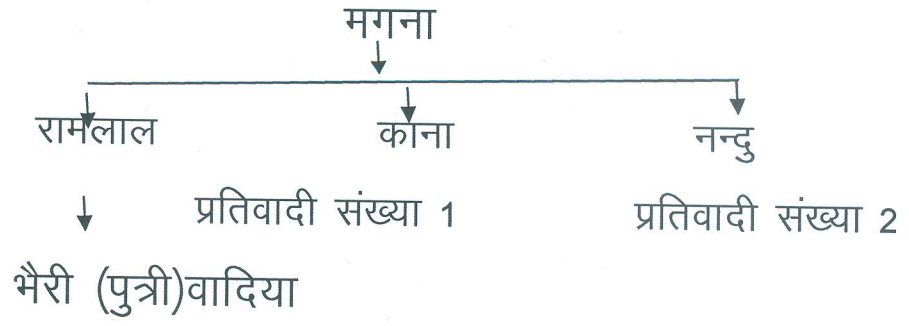 मगना
रामलाल काना नन्दु
प्रतिवादी संख्या 1 प्रतिवादी संख्या 2
भैरी (पुत्री)वादिया